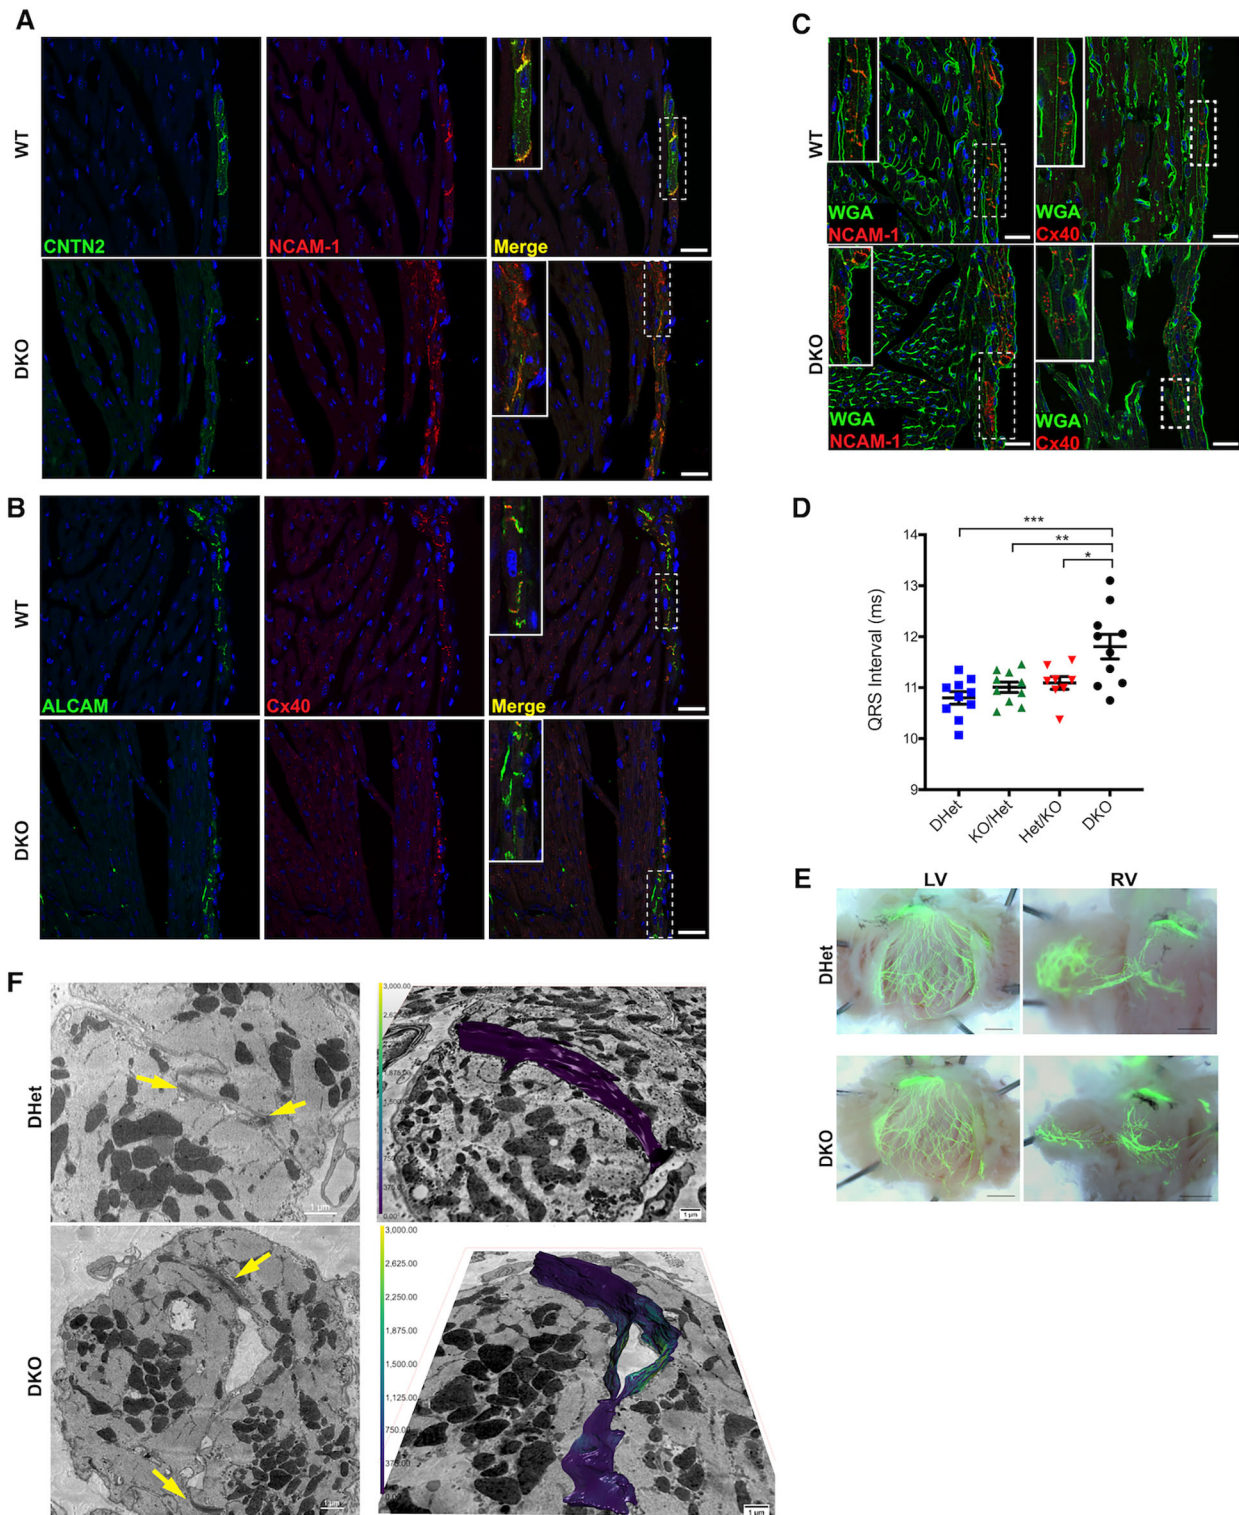 A
WT
CNTN2
NCAM-1
Merge
DKO
B
WT
ALCAM
Cx40
Merge
DKO
C
WT
WGA
NCAM-1
WGA
Cx40
DKO
WGA
NCAM-1
WGA
Cx40
D
QRS Interval (ms)
14
13
12
11
10
9
***
**
*
DHet
KO/Het
Het/KO
DKO
E
LV
RV
DHet
DKO
F
DHet
1 µm
3,000.00
1 µm
DKO
1 µm
3,000.00
2,625.00
2,250.00
1,875.00
1,500.00
1,125.00
750.00
375.00
1 µm